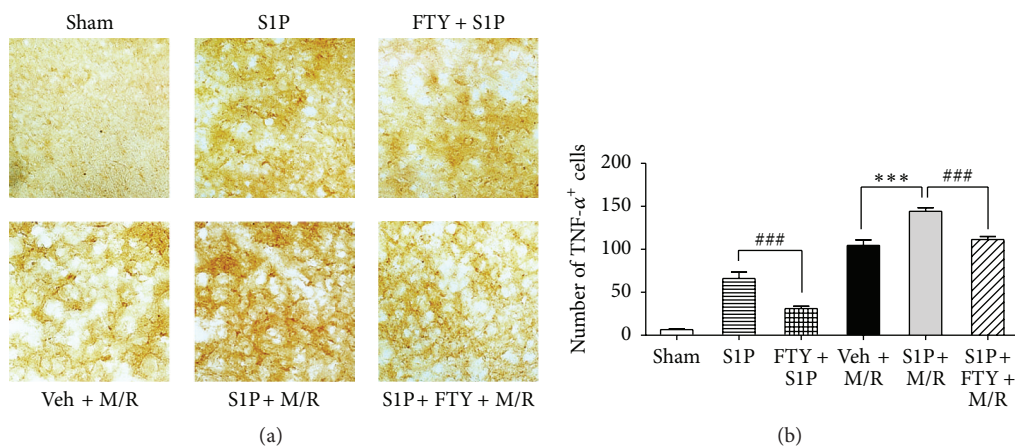 Sham S1P FTY + S1P
Veh + M/R S1P + M/R S1P + FTY + M/R
(a)
Number of TNF-α⁺ cells
200
150
100
50
0
###
***
###
Sham S1P FTY + Veh + S1P + S1P +
S1P M/R M/R FTY +
M/R
(b)